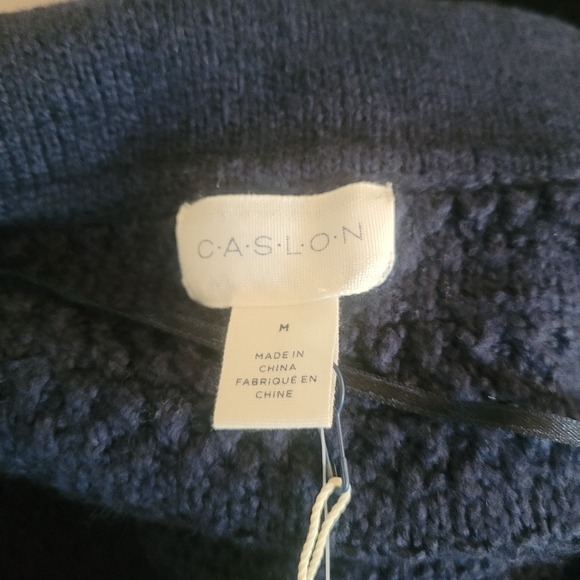 C·A·S·L·O·N
M
MADE IN
CHINA
FABRIQUÉ EN
CHINE